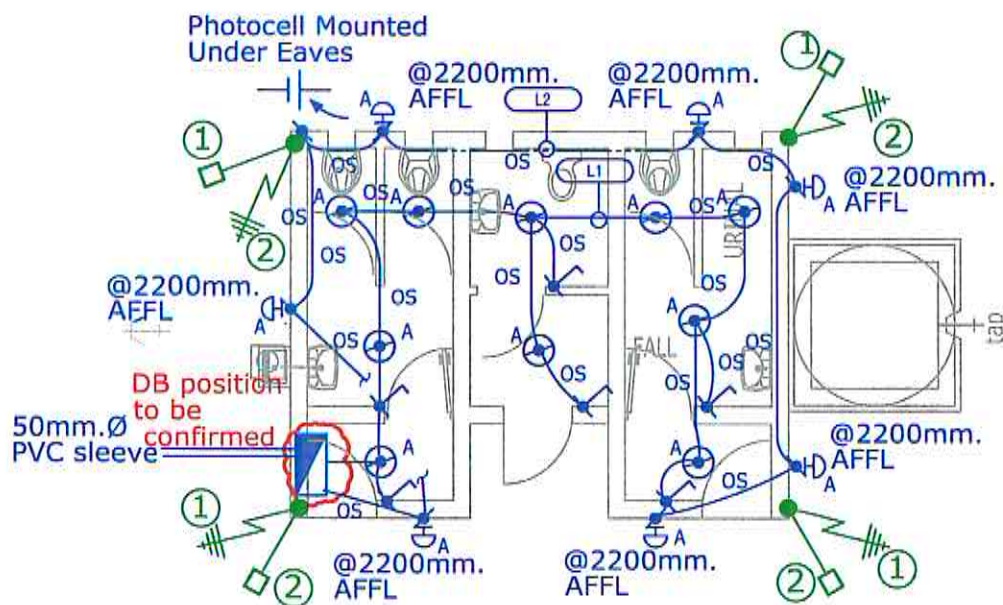 Photocell Mounted
Under Eaves
@2200mm.
AFFL
@2200mm.
AFFL
1
A
L2
A
2
1
OS
OS
L1
OS
@2200mm.
AFFL
A
A
OS
A
OS
A
A
A
OS
OS
URINAL
2
OS
OS
OS
OS
OS
@2200mm.
AFFL
A
OS
A
A
A
OS
FALL
OS
tap
DB position
to be
confirmed
OS
OS
OS
50mm.Ø
PVC sleeve
@2200mm.
AFFL
A
A
A
OS
OS
1
OS
A
A
2
@2200mm.
AFFL
@2200mm.
AFFL
2
1